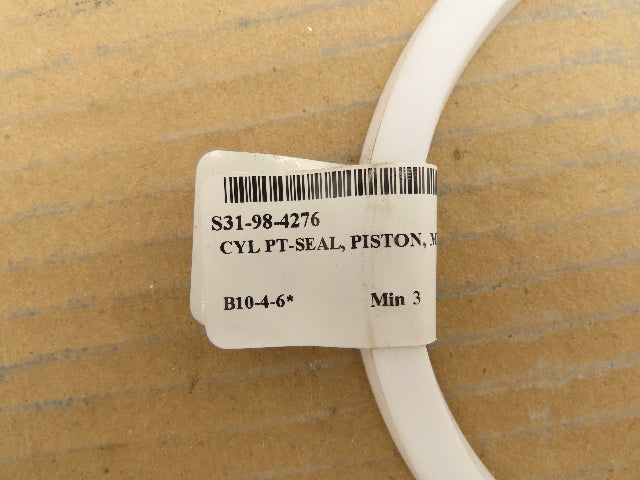 S31-98-4276
CYL PT-SEAL, PISTON,
B10-4-6* Min 3